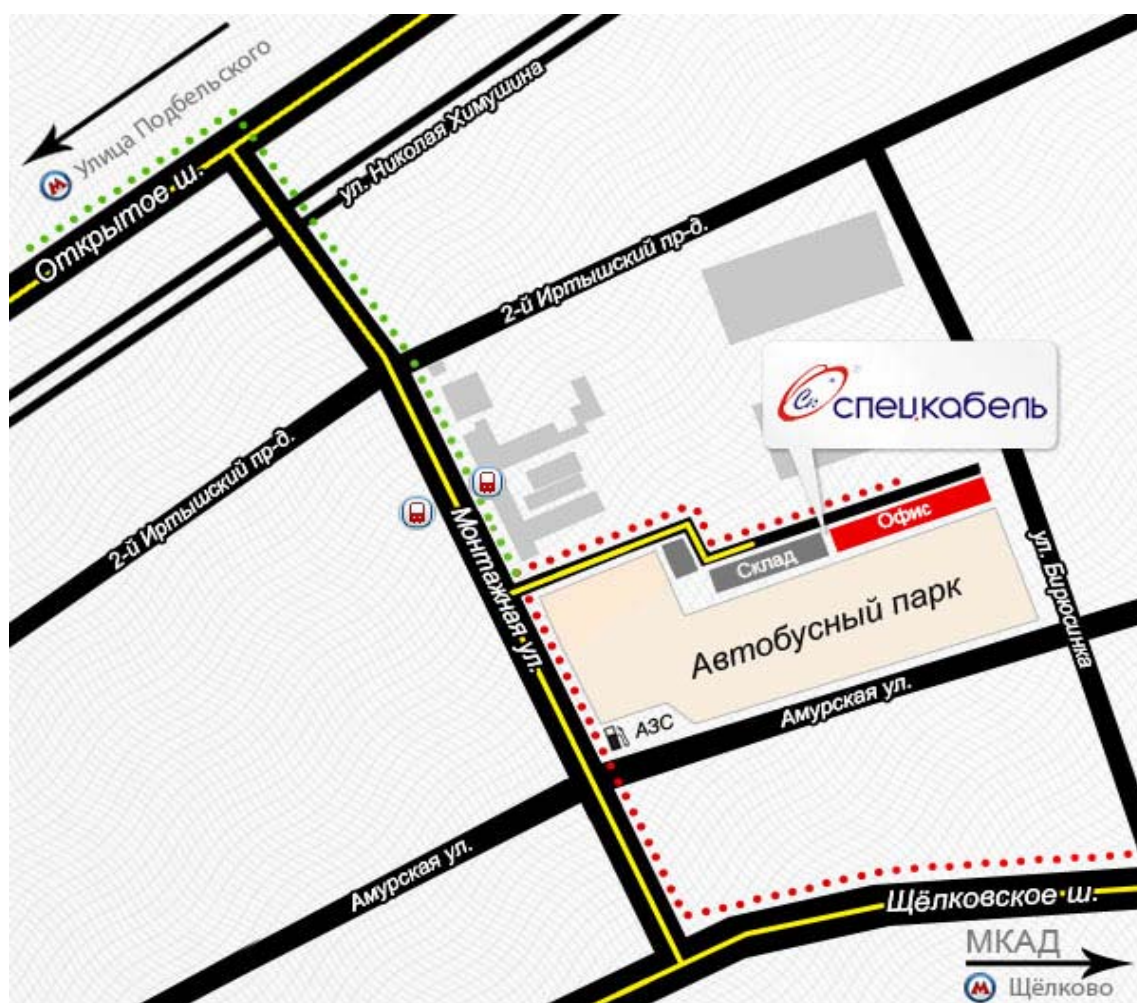 Улица Подбельского
Открытое ш.
ул. Николая Химушина
2-й Иртышский пр-д.
спецкабель
2-й Иртышский пр-д.
Монтажная ул.
Офис
Склад
Автобусный парк
ул. Бирюсинка
Амурская ул.
АЗС
Амурская ул.
Щёлковское ш.
МКАД
Щёлково